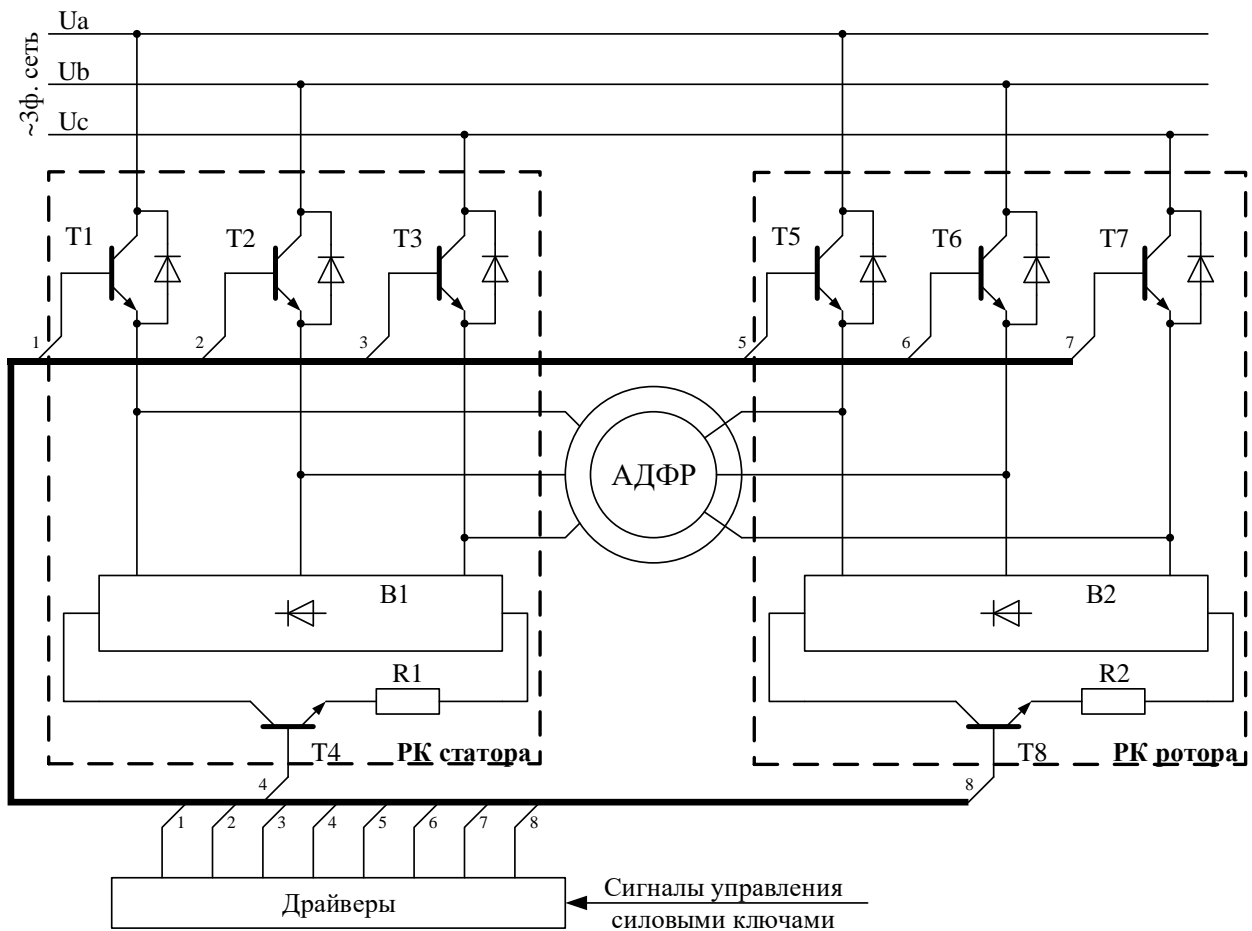 Ua
Ub
Uc
~3ф. сеть
T1
T2
T3
T5
T6
T7
1
2
3
5
6
7
АДФР
B1
B2
R1
R2
T4
РК статора
T8
РК ротора
4
8
1
2
3
4
5
6
7
8
Драйверы
Сигналы управления
силовыми ключами